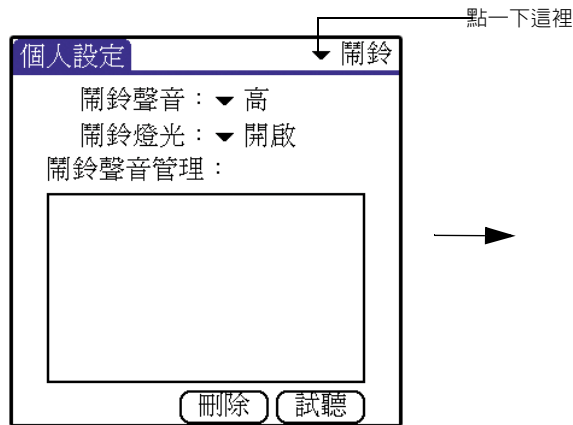 點一下這裡
個人設定 鬧鈴
鬧鈴聲音：高
鬧鈴燈光：開啟
鬧鈴聲音管理：
刪除 試聽